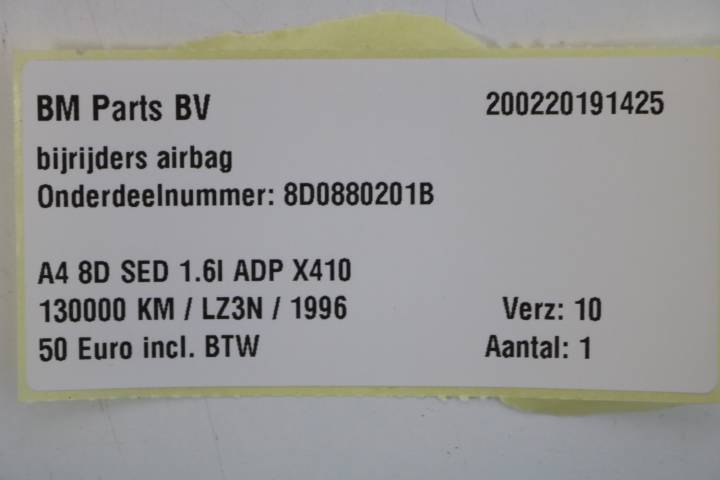 BM Parts BV 200220191425
bijrijders airbag
Onderdeelnummer: 8D0880201B
A4 8D SED 1.6I ADP X410
130000 KM / LZ3N / 1996 Verz: 10
50 Euro incl. BTW Aantal: 1